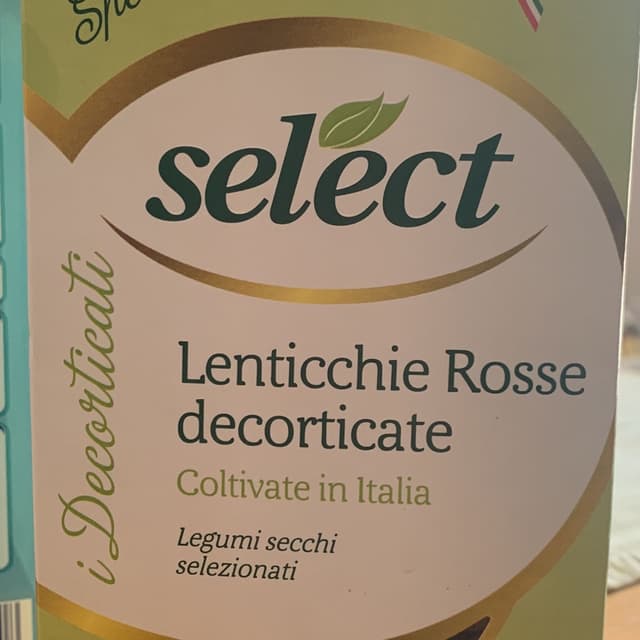 select
i Decorticati
Lenticchie Rosse
decorticate
Coltivate in Italia
Legumi secchi
selezionati